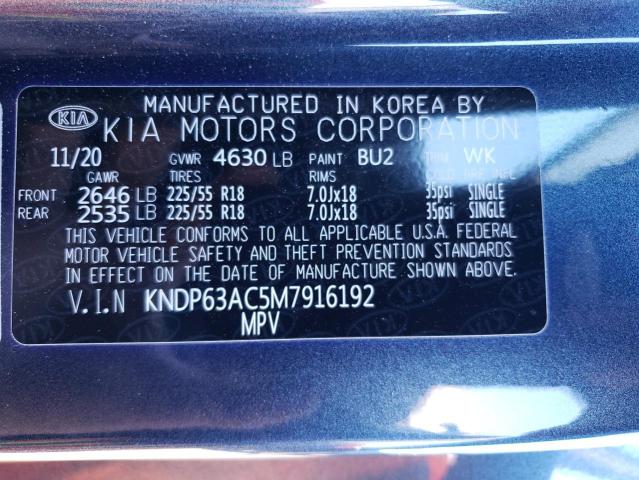 KIA
MANUFACTURED IN KOREA BY
KIA MOTORS CORPORATION
11/20 GVWR 4630 LB PAINT BU2 TRIM WK
GAWR TIRES RIMS COLD TIRE INFL
FRONT 2646 LB 225/55 R18 7.0Jx18 35psi SINGLE
REAR 2535 LB 225/55 R18 7.0Jx18 35psi SINGLE
THIS VEHICLE CONFORMS TO ALL APPLICABLE U.S.A. FEDERAL
MOTOR VEHICLE SAFETY AND THEFT PREVENTION STANDARDS
IN EFFECT ON THE DATE OF MANUFACTURE SHOWN ABOVE.
V.I.N KNDP63AC5M7916192
MPV